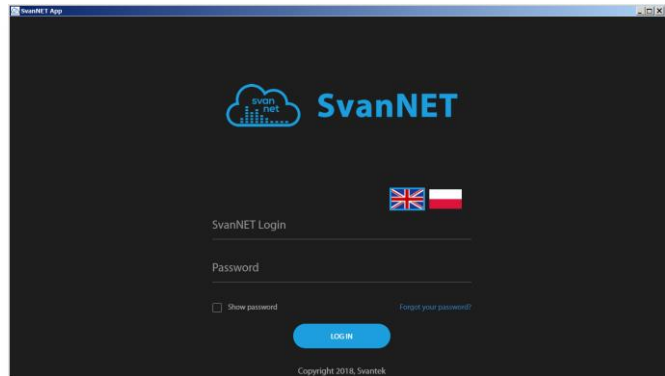 SvanNET App
svan
net
SvanNET
SvanNET Login
Password
Show password
Forgot your password?
LOG IN
Copyright 2018, Svantek